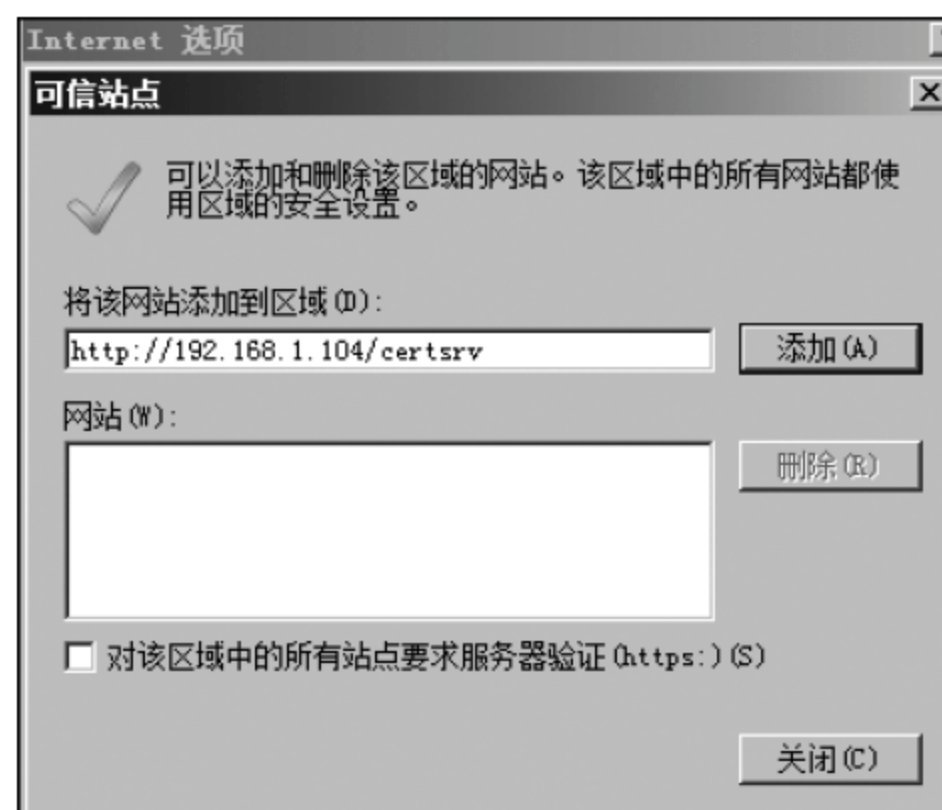 Internet 选项
可信站点
可以添加和删除该区域的网站。该区域中的所有网站都使
用区域的安全设置。
将该网站添加到区域(D):
http://192.168.1.104/certsrv
添加(A)
网站(W):
删除(R)
对该区域中的所有站点要求服务器验证(https:)(S)
关闭(C)